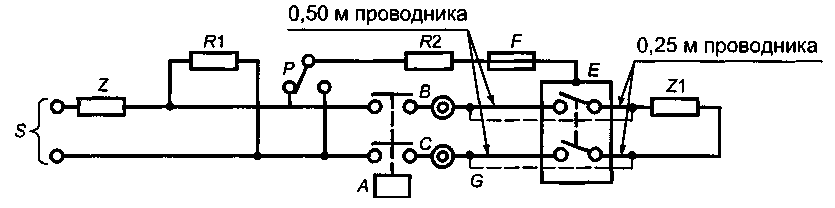 0,50 м проводника
0,25 м проводника
R1
R2
F
P
E
Z
B
Z1
S
C
A
G